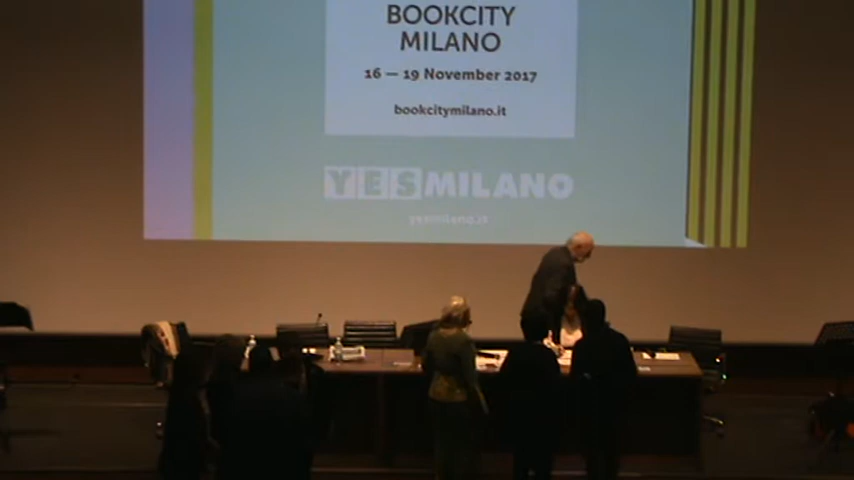 BOOKCITY
MILANO
16 — 19 November 2017
bookcitymilano.it
YESMILANO
yesmilano.it